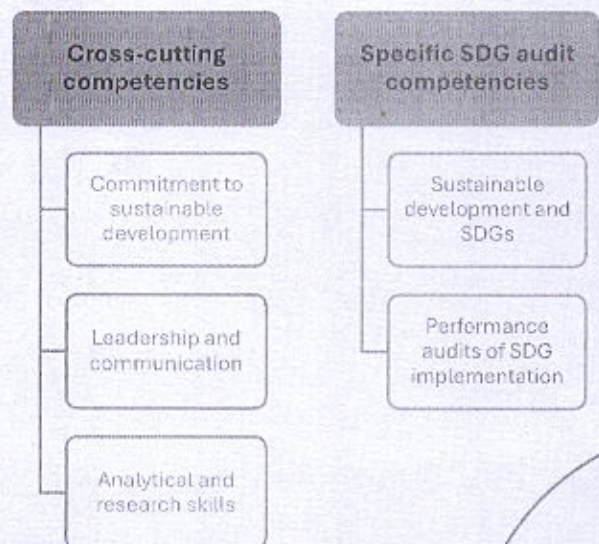 Cross-cutting
competencies
Commitment to
sustainable
development
Leadership and
communication
Analytical and
research skills
Specific SDG audit
competencies
Sustainable
development and
SDGs
Performance
audits of SDG
implementation